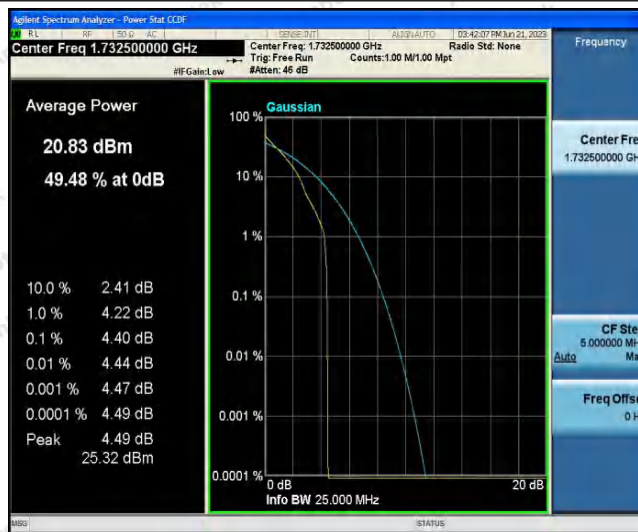 Agilent Spectrum Analyzer - Power Stat CCDF
RL RF 50 Ω AC SENSE:INT ALIGN AUTO 03:42:07 PM Jun 21, 2023
Center Freq 1.732500000 GHz
Center Freq: 1.732500000 GHz Radio Std: None
Trig: Free Run Counts:1.00 M/1.00 Mpt
#IFGain:Low #Atten: 46 dB
Frequency
Average Power
20.83 dBm
49.48 % at 0dB
10.0 % 2.41 dB
1.0 % 4.22 dB
0.1 % 4.40 dB
0.01 % 4.44 dB
0.001 % 4.47 dB
0.0001 % 4.49 dB
Peak 4.49 dB
25.32 dBm
Gaussian
100 %
10 %
1 %
0.1 %
0.01 %
0.001 %
0.0001 %
0 dB 20 dB
Info BW 25.000 MHz
Center Fre
1.732500000 GH
CF Ste
5.000000 MH
Auto Ma
Freq Offse
0 H
MSG STATUS